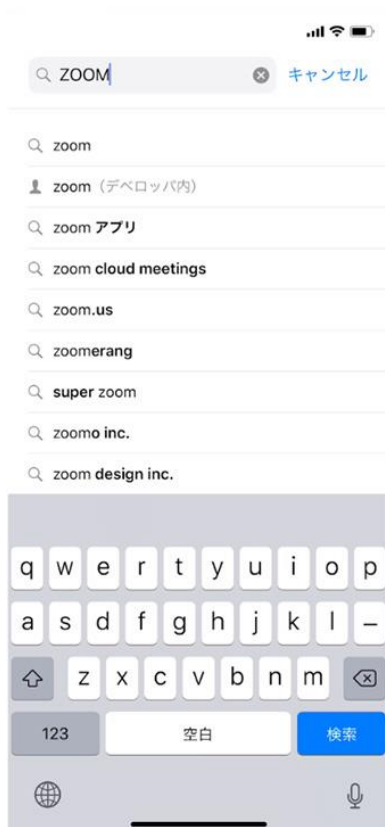 ZOOM キャンセル
zoom
zoom（デベロッパ内）
zoom アプリ
zoom cloud meetings
zoom.us
zoomerang
super zoom
zoomo inc.
zoom design inc.
q w e r t y u i o p
a s d f g h j k l –
z x c v b n m
123 空白 検索